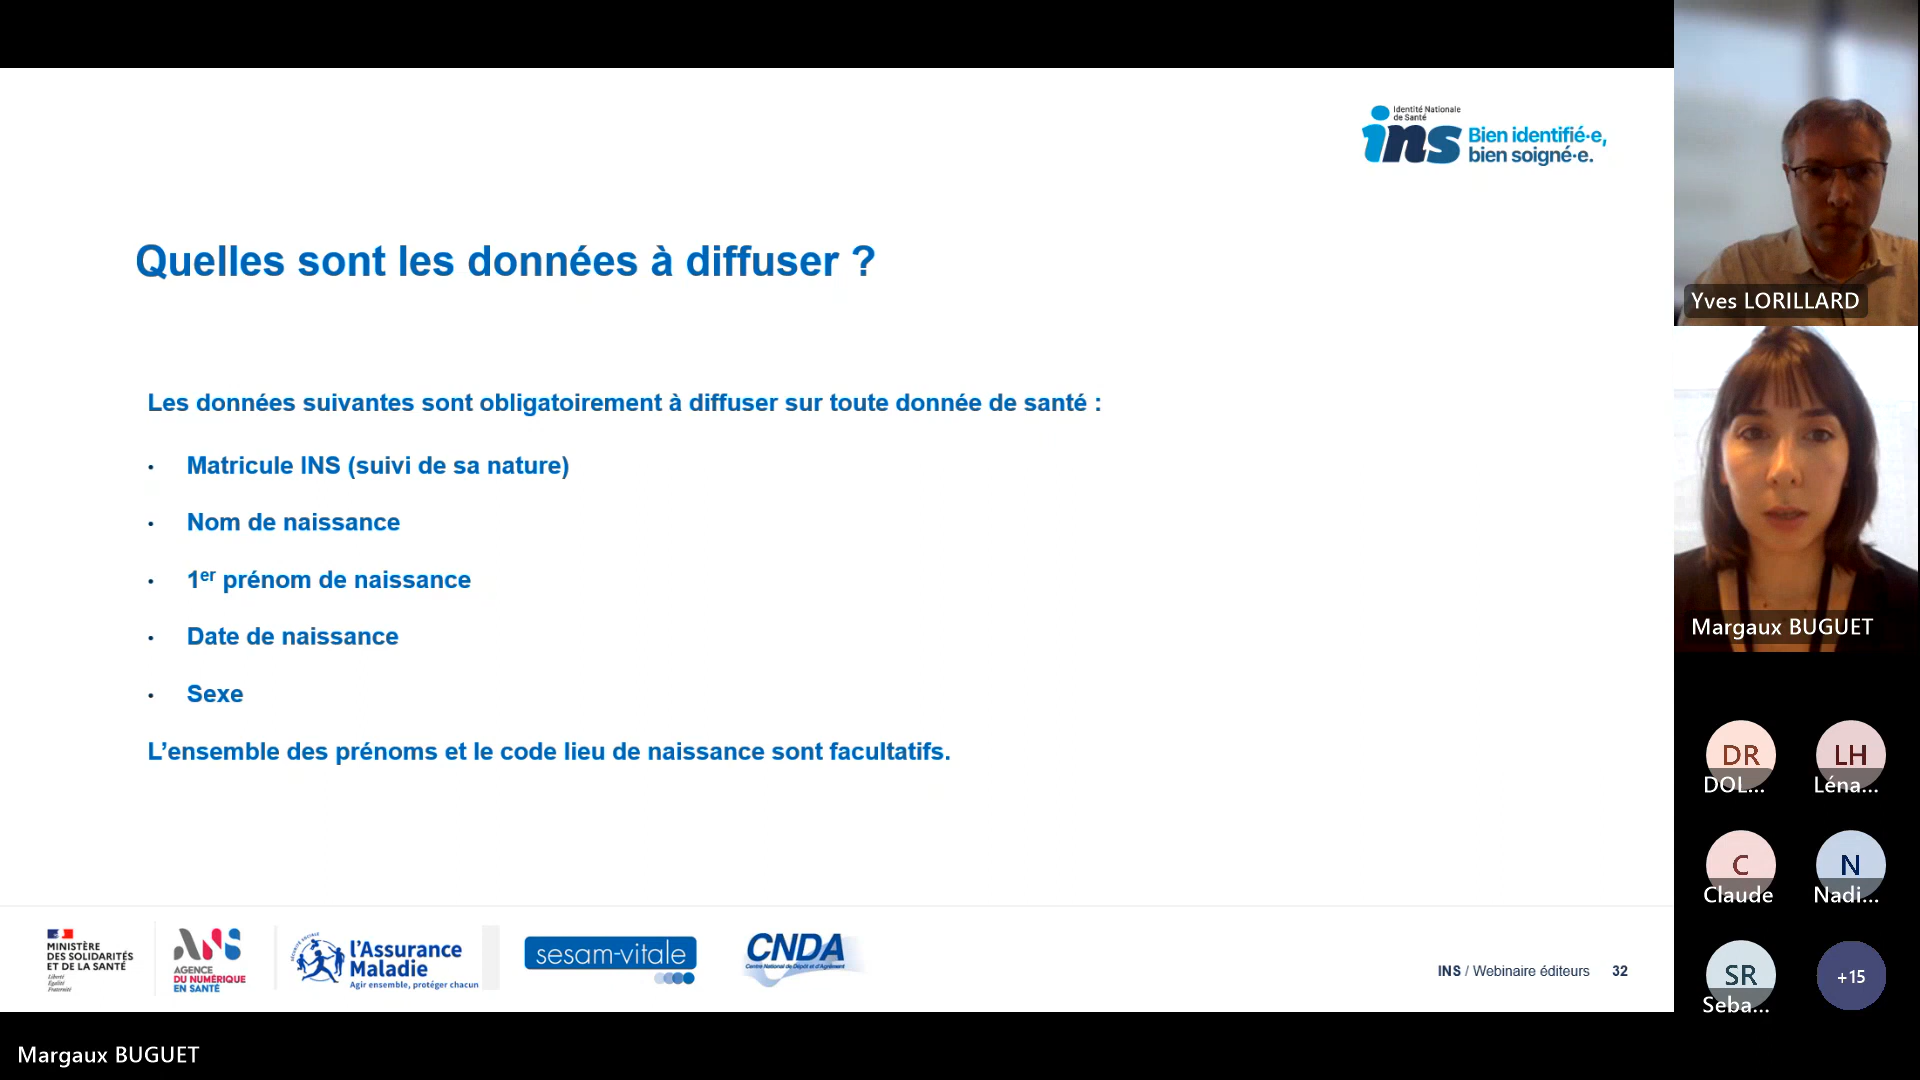 Identité Nationale
de Santé
ins
Bien identifié·e,
bien soigné·e.
Quelles sont les données à diffuser ?
Les données suivantes sont obligatoirement à diffuser sur toute donnée de santé :
• Matricule INS (suivi de sa nature)
• Nom de naissance
• 1er prénom de naissance
• Date de naissance
• Sexe
L’ensemble des prénoms et le code lieu de naissance sont facultatifs.
MINISTÈRE
DES SOLIDARITÉS
ET DE LA SANTÉ
Liberté
Égalité
Fraternité
ANS
AGENCE
DU NUMÉRIQUE
EN SANTÉ
SÉCURITÉ SOCIALE
l’Assurance
Maladie
Agir ensemble, protéger chacun
sesam-vitale
CNDA
Centre National de Dépôt et d'Agrément
INS / Webinaire éditeurs 32
Yves LORILLARD
Margaux BUGUET
DR
DOL...
LH
Léna...
C
Claude
N
Nadi...
SR
Seba...
+15
Margaux BUGUET